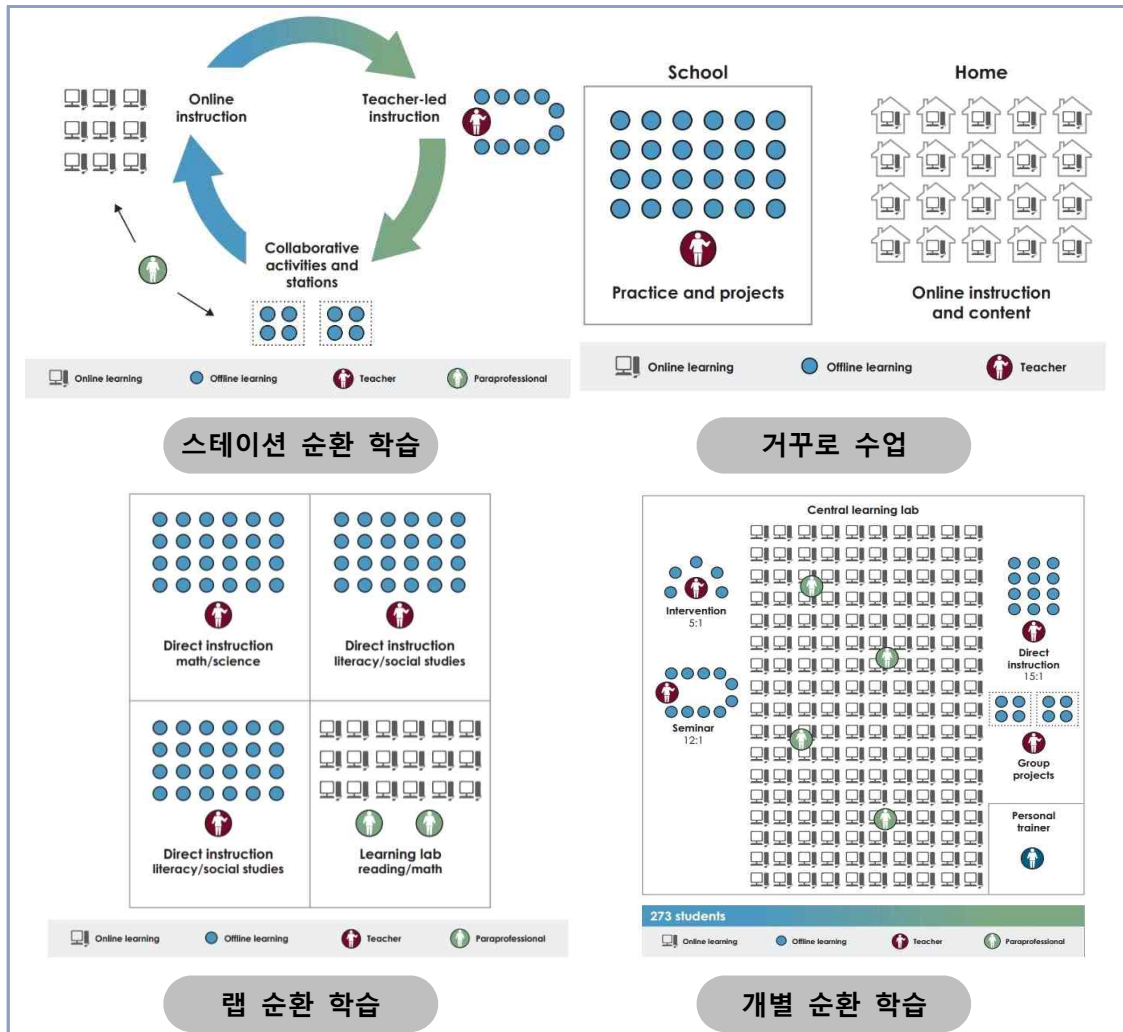 Online
instruction
Teacher-led
instruction
Collaborative
activities and
stations
Online learning
Offline learning
Teacher
Paraprofessional
스테이션 순환 학습
School
Home
Practice and projects
Online instruction
and content
Online learning
Offline learning
Teacher
거꾸로 수업
Direct instruction
math/science
Direct instruction
literacy/social studies
Direct instruction
literacy/social studies
Learning lab
reading/math
Online learning
Offline learning
Teacher
Paraprofessional
랩 순환 학습
Central learning lab
Intervention
5:1
Seminar
12:1
Direct
instruction
15:1
Group
projects
Personal
trainer
273 students
Online learning
Offline learning
Teacher
Paraprofessional
개별 순환 학습